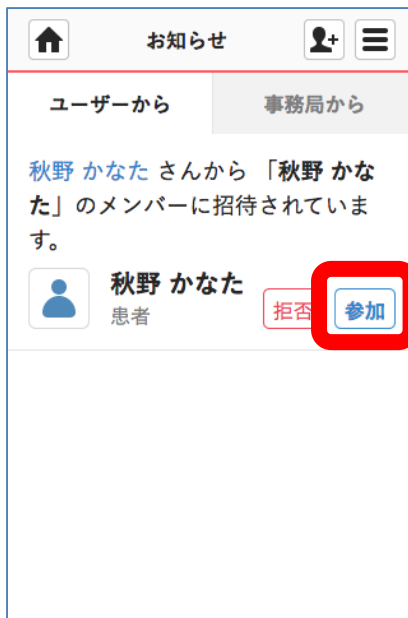 お知らせ
ユーザーから 事務局から
秋野 かなた さんから 「秋野 かな
た」のメンバーに招待されていま
す。
秋野 かなた
患者
拒否 参加